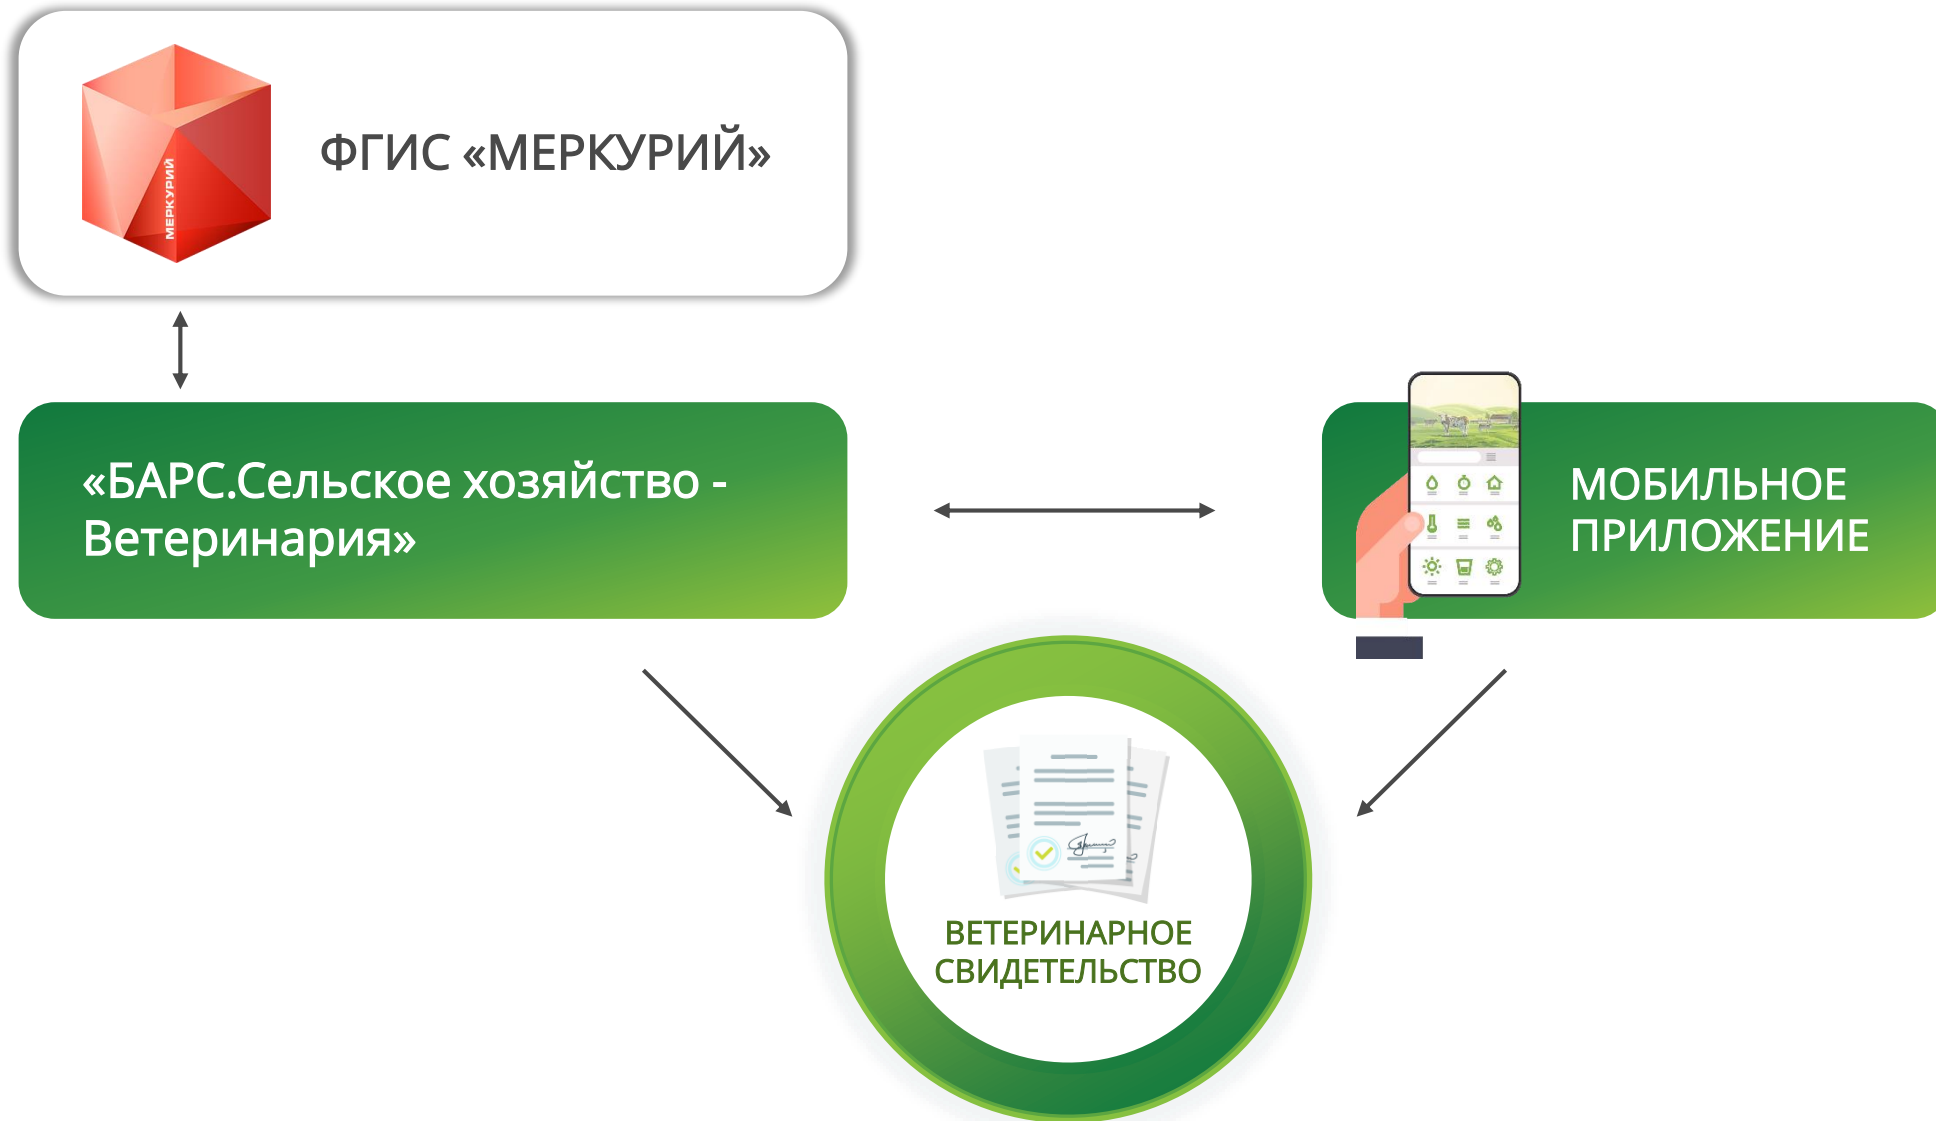 МЕРКУРИЙ
ФГИС «МЕРКУРИЙ»
«БАРС.Сельское хозяйство -
Ветеринария»
МОБИЛЬНОЕ
ПРИЛОЖЕНИЕ
ВЕТЕРИНАРНОЕ
СВИДЕТЕЛЬСТВО